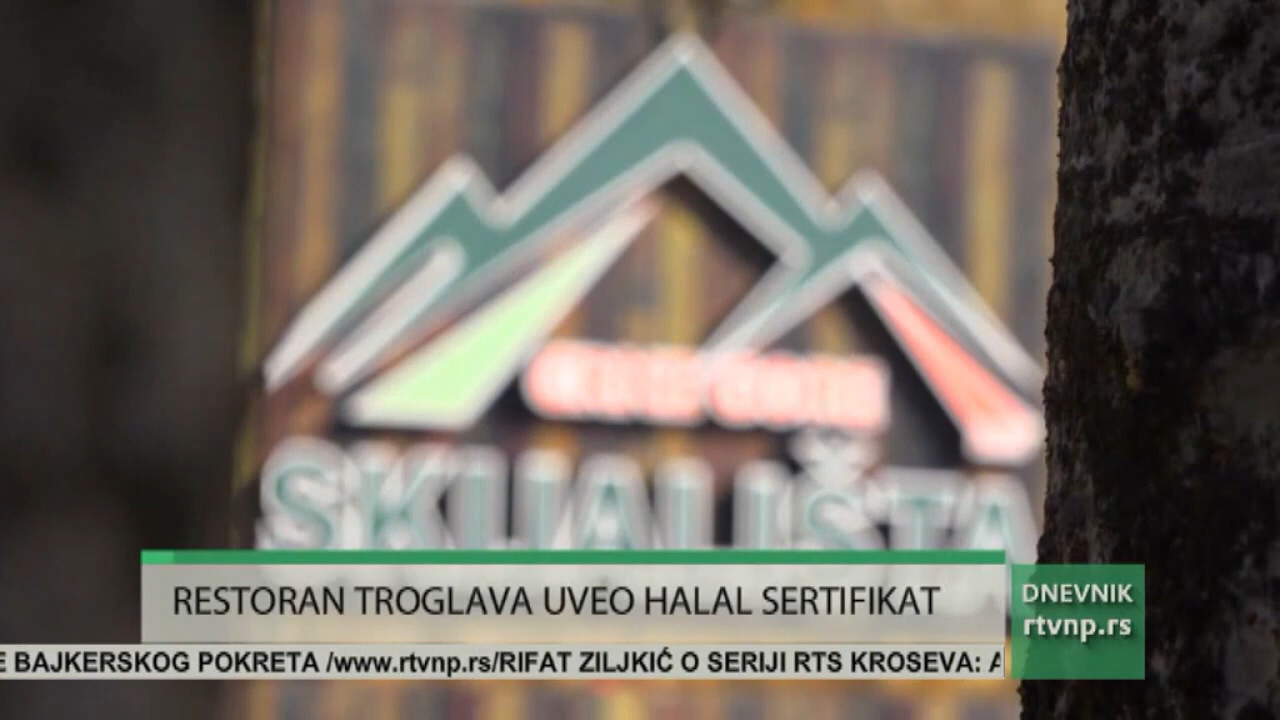 SKIJALIŠTA
RESTORAN TROGLAVA UVEO HALAL SERTIFIKAT
DNEVNIK
rtvnp.rs
E BAJKERSKOG POKRETA /www.rtvnp.rs/RIFAT ZILJKIĆ O SERIJI RTS KROSEVA: A